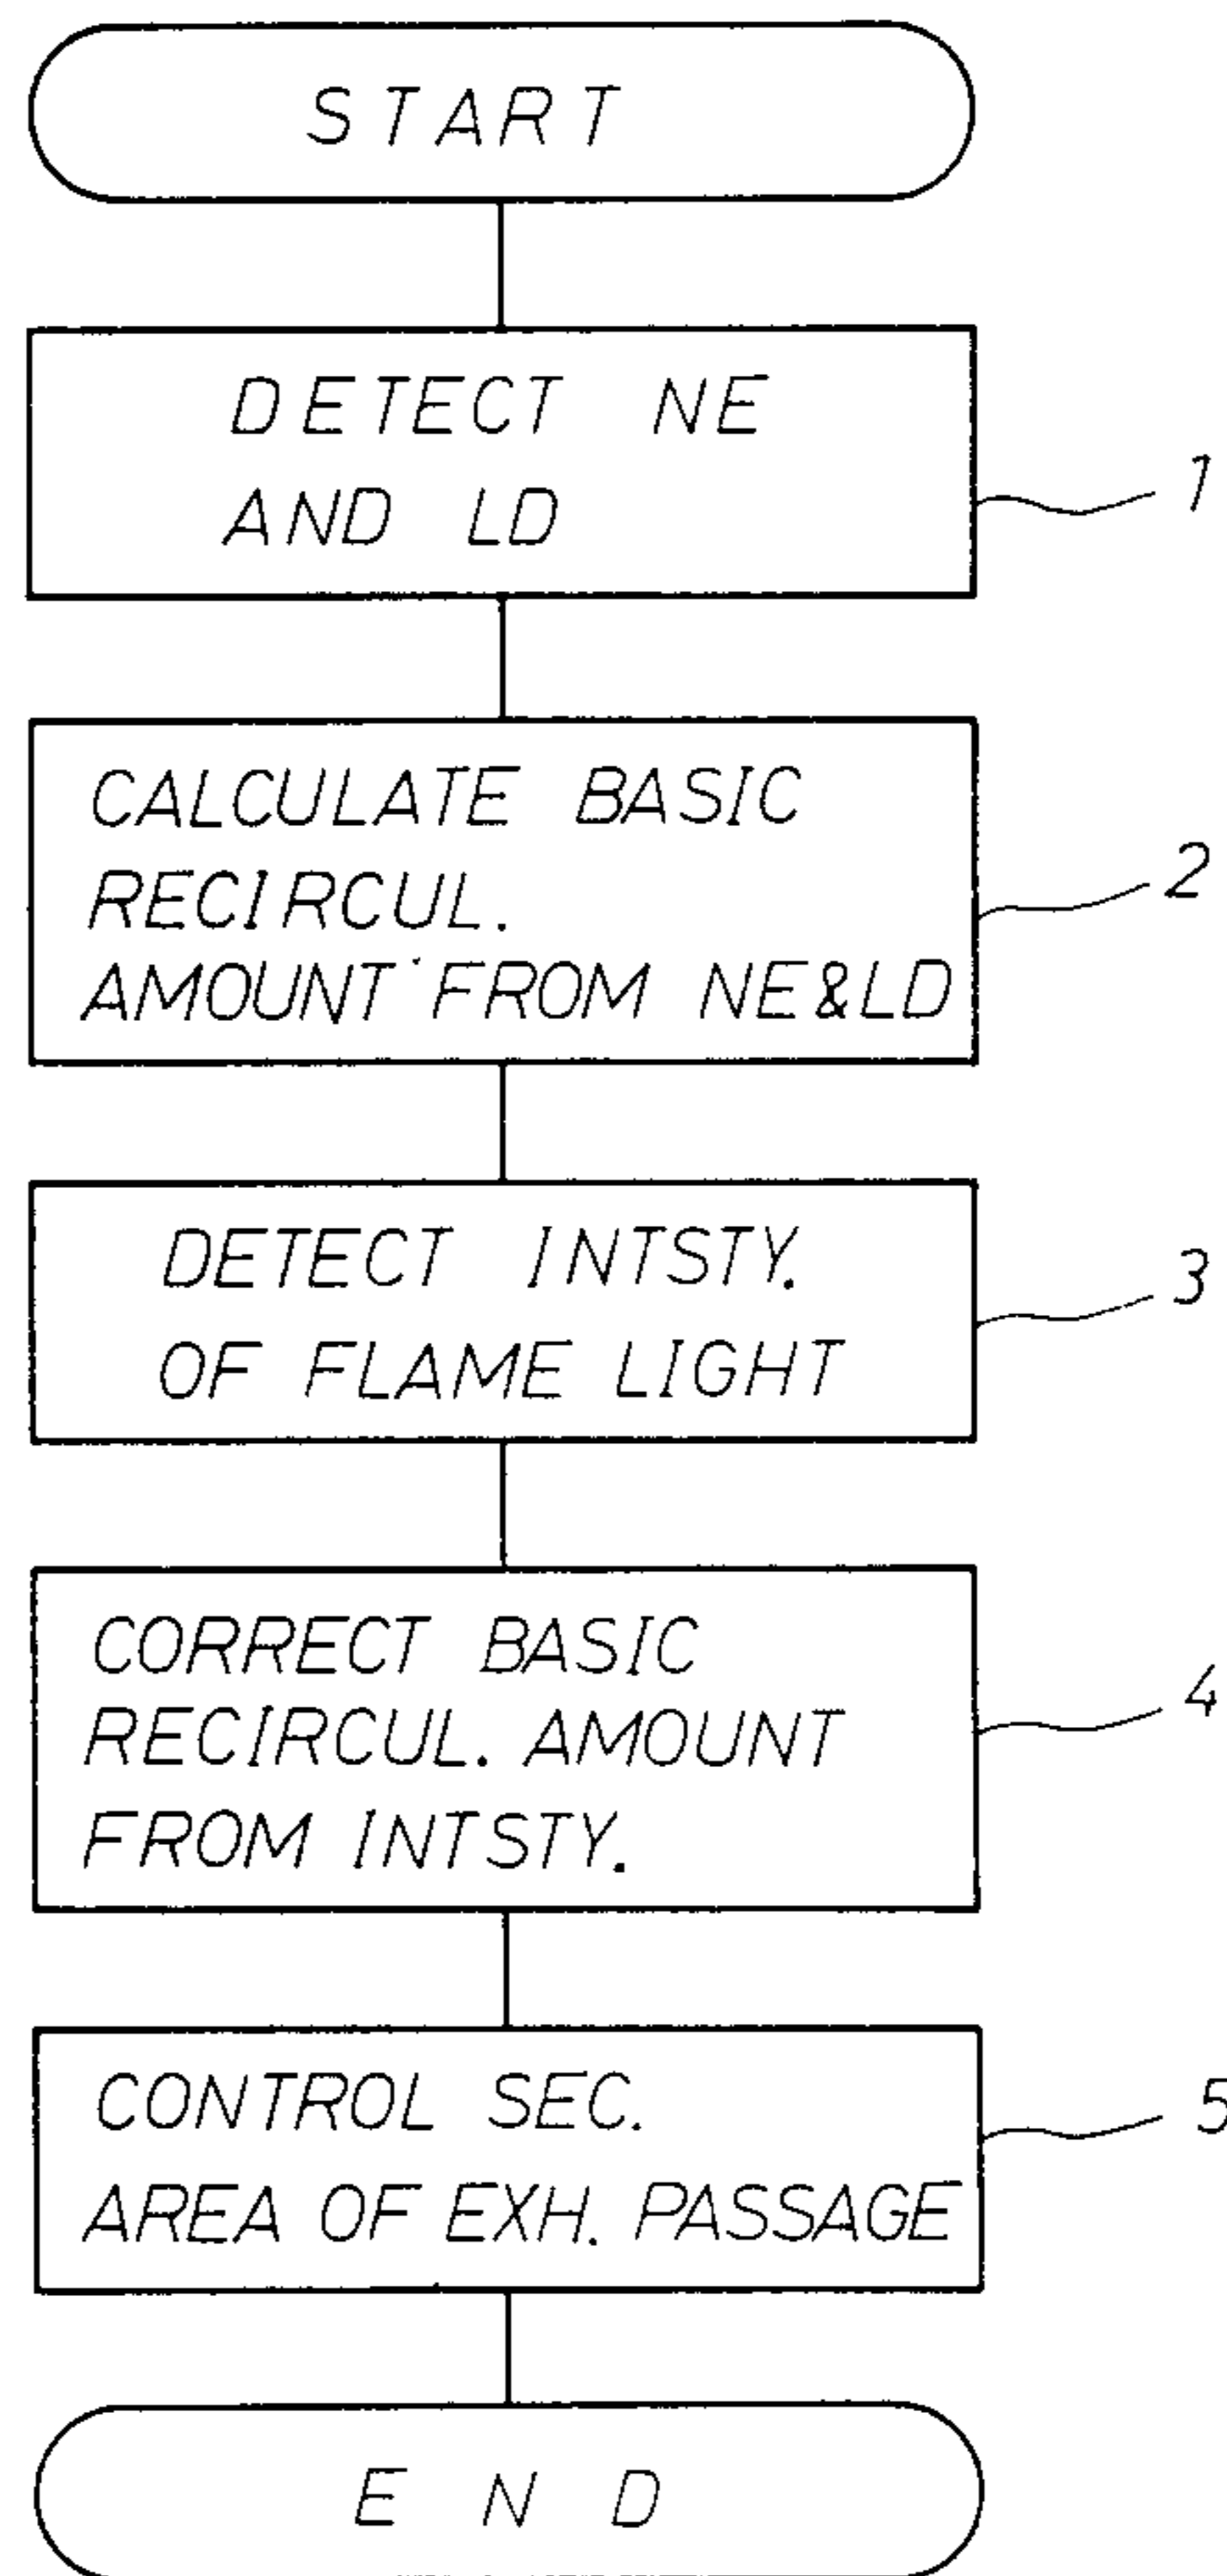 START
DETECT NE
AND LD
1
CALCULATE BASIC
RECIRCUL.
AMOUNT FROM NE&LD
2
DETECT INTSTY.
OF FLAME LIGHT
3
CORRECT BASIC
RECIRCUL. AMOUNT
FROM INTSTY.
4
CONTROL SEC.
AREA OF EXH. PASSAGE
5
END